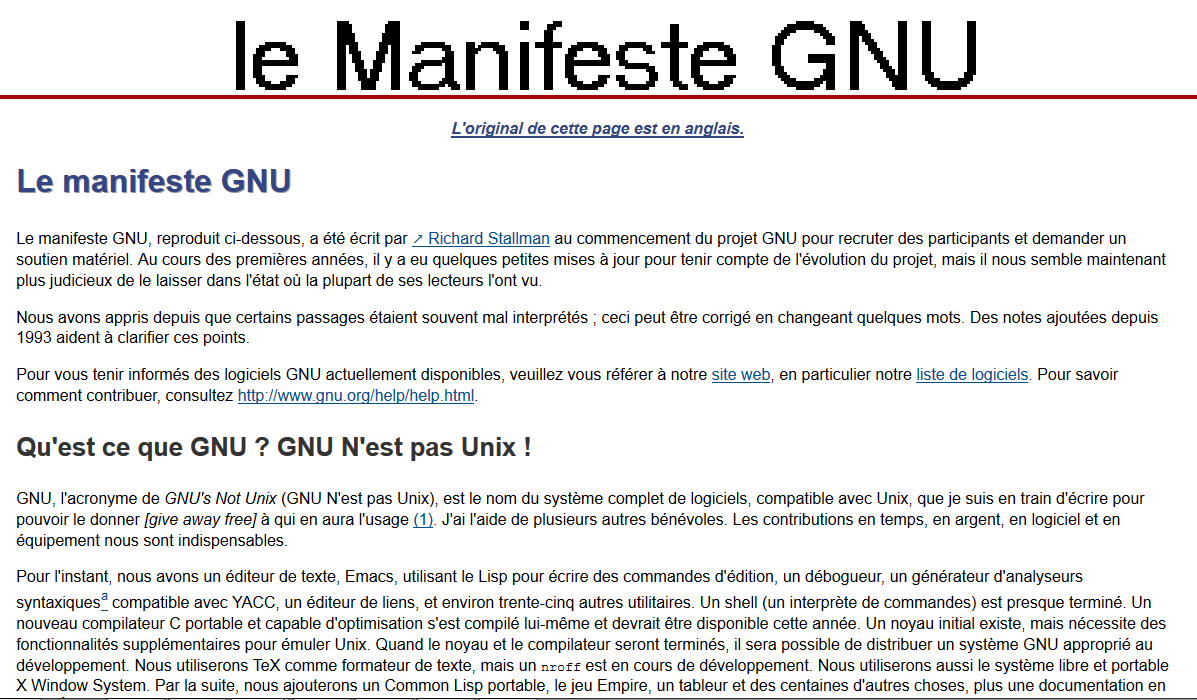 le Manifeste GNU
L'original de cette page est en anglais.
Le manifeste GNU
Le manifeste GNU, reproduit ci-dessous, a été écrit par ↗ Richard Stallman au commencement du projet GNU pour recruter des participants et demander un
soutien matériel. Au cours des premières années, il y a eu quelques petites mises à jour pour tenir compte de l'évolution du projet, mais il nous semble maintenant
plus judicieux de le laisser dans l'état où la plupart de ses lecteurs l'ont vu.
Nous avons appris depuis que certains passages étaient souvent mal interprétés ; ceci peut être corrigé en changeant quelques mots. Des notes ajoutées depuis
1993 aident à clarifier ces points.
Pour vous tenir informés des logiciels GNU actuellement disponibles, veuillez vous référer à notre site web, en particulier notre liste de logiciels. Pour savoir
comment contribuer, consultez http://www.gnu.org/help/help.html.
Qu'est ce que GNU ? GNU N'est pas Unix !
GNU, l'acronyme de GNU's Not Unix (GNU N'est pas Unix), est le nom du système complet de logiciels, compatible avec Unix, que je suis en train d'écrire pour
pouvoir le donner [give away free] à qui en aura l'usage (1). J'ai l'aide de plusieurs autres bénévoles. Les contributions en temps, en argent, en logiciel et en
équipement nous sont indispensables.
Pour l'instant, nous avons un éditeur de texte, Emacs, utilisant le Lisp pour écrire des commandes d'édition, un débogueur, un générateur d'analyseurs
syntaxiques a compatible avec YACC, un éditeur de liens, et environ trente-cinq autres utilitaires. Un shell (un interprète de commandes) est presque terminé. Un
nouveau compilateur C portable et capable d'optimisation s'est compilé lui-même et devrait être disponible cette année. Un noyau initial existe, mais nécessite des
fonctionnalités supplémentaires pour émuler Unix. Quand le noyau et le compilateur seront terminés, il sera possible de distribuer un système GNU approprié au
développement. Nous utiliserons TeX comme formateur de texte, mais un nroff est en cours de développement. Nous utiliserons aussi le système libre et portable
X Window System. Par la suite, nous ajouterons un Common Lisp portable, le jeu Empire, un tableur et des centaines d'autres choses, plus une documentation en